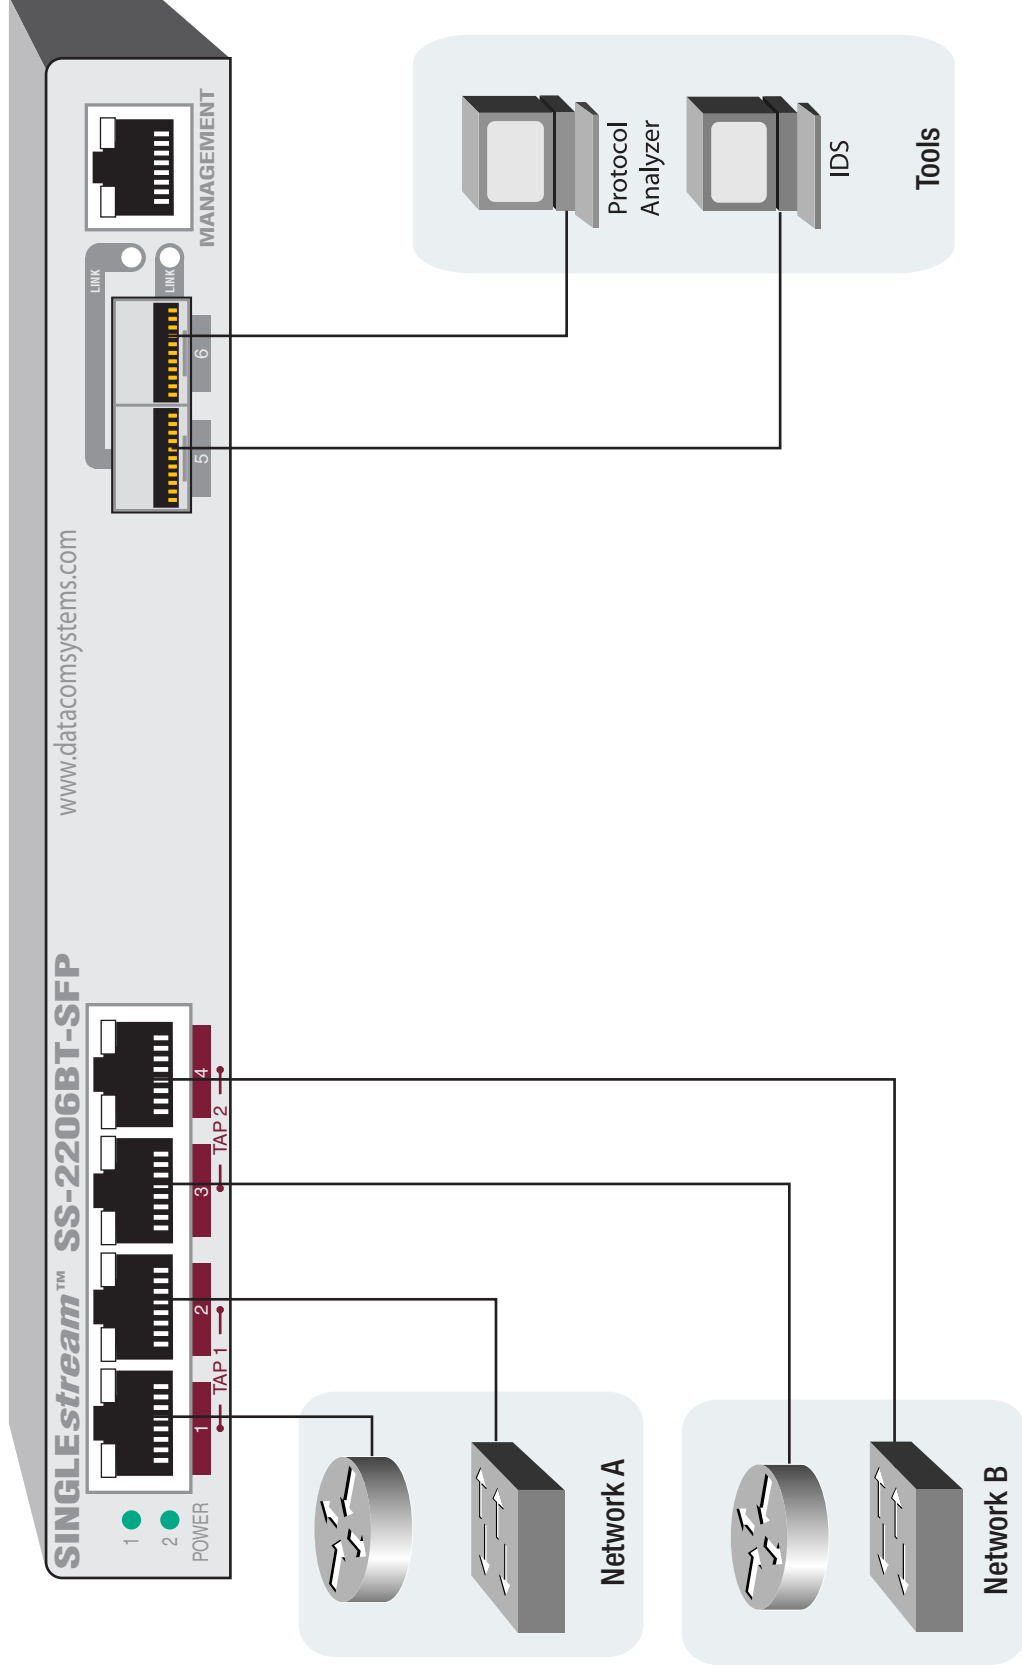 SINGLEstream™ SS-2206BT-SFP
www.datacomsystems.com
1
2
POWER
1
2
3
4
TAP 1
TAP 2
5
6
LINK
LINK
MANAGEMENT
Network A
Network B
Protocol
Analyzer
IDS
Tools